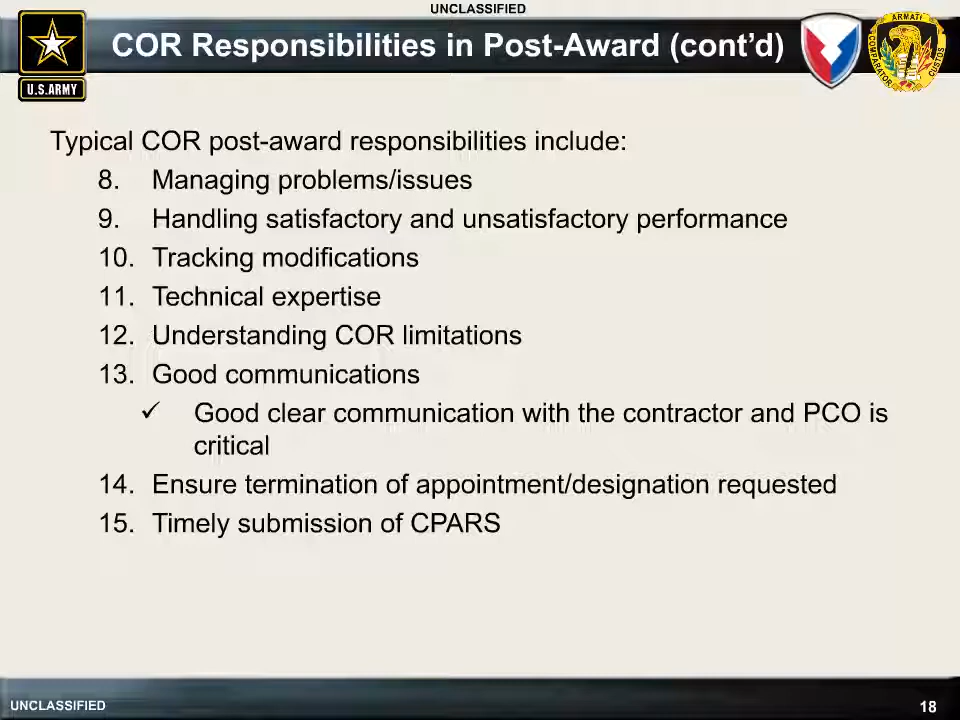 UNCLASSIFIED
COR Responsibilities in Post-Award (cont’d)
U.S.ARMY
ARMATI
COMPARATOR
CUSTOS
Typical COR post-award responsibilities include:
8. Managing problems/issues
9. Handling satisfactory and unsatisfactory performance
10. Tracking modifications
11. Technical expertise
12. Understanding COR limitations
13. Good communications
✓ Good clear communication with the contractor and PCO is
critical
14. Ensure termination of appointment/designation requested
15. Timely submission of CPARS
UNCLASSIFIED
18